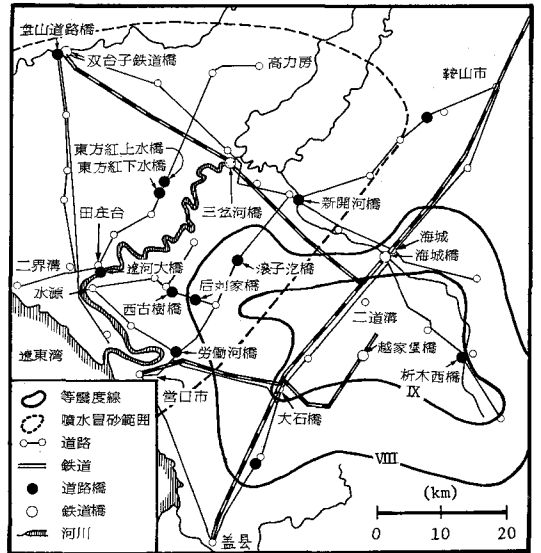 盘山道路橋
双台子鉄道橋
高力房
鞍山市
東方紅上水橋
東方紅下水橋
田庄台
三岔河橋
新開河橋
海城
海城橋
二界溝
遼河大橋
后刘家橋
浪子迄橋
水源
西古樹橋
二道溝
遼東湾
労働河橋
越家堡橋
析木西橋
営口市
大石橋
IX
VIII
盖县
等震度線
噴水冒砂範囲
道路
鉄道
道路橋
鉄道橋
河川
(km)
0 10 20